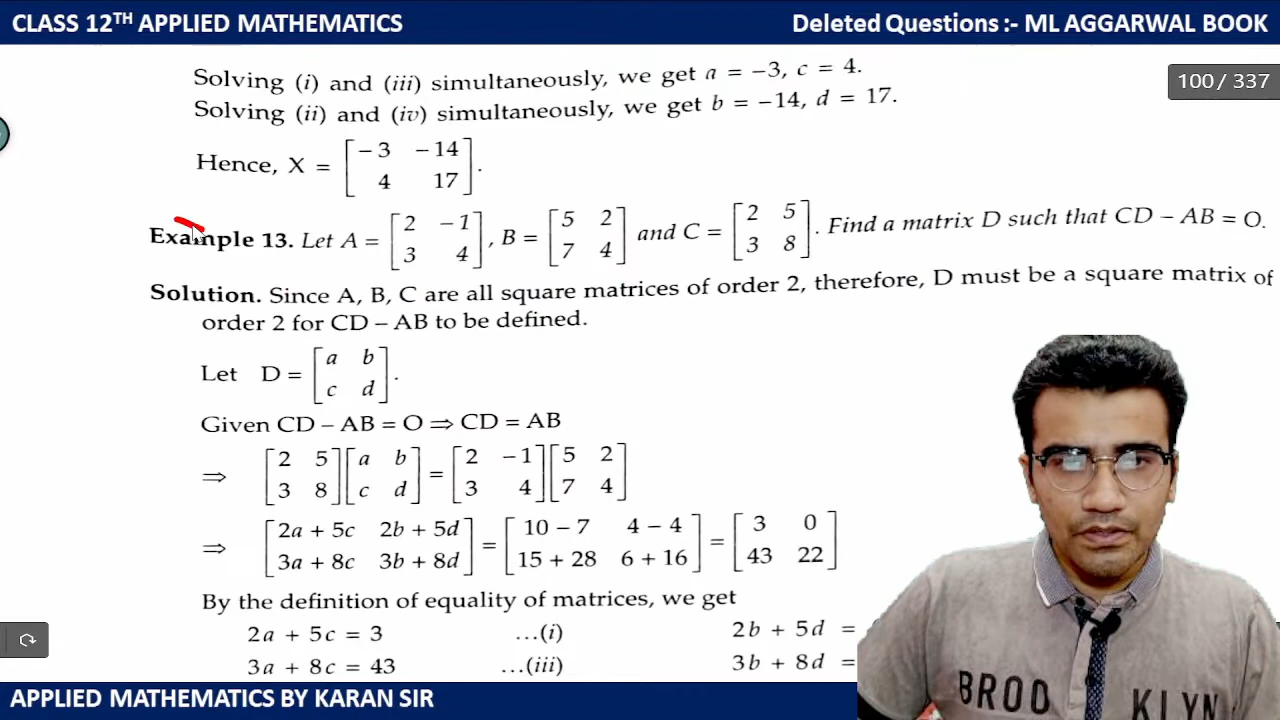 CLASS 12TH APPLIED MATHEMATICS
Deleted Questions :- ML AGGARWAL BOOK
100 / 337
Solving (i) and (iii) simultaneously, we get a = –3, c = 4.
Solving (ii) and (iv) simultaneously, we get b = –14, d = 17.
Hence, X = [ –3 –14
4 17 ] .
Example 13. Let A = [ 2 –1
3 4 ] , B = [ 5 2
7 4 ] and C = [ 2 5
3 8 ] . Find a matrix D such that CD – AB = O.
Solution. Since A, B, C are all square matrices of order 2, therefore, D must be a square matrix of
order 2 for CD – AB to be defined.
Let D = [ a b
c d ] .
Given CD – AB = O ⇒ CD = AB
⇒ [ 2 5
3 8 ] [ a b
c d ] = [ 2 –1
3 4 ] [ 5 2
7 4 ]
⇒ [ 2a + 5c 2b + 5d
3a + 8c 3b + 8d ] = [ 10 – 7 4 – 4
15 + 28 6 + 16 ] = [ 3 0
43 22 ]
By the definition of equality of matrices, we get
2a + 5c = 3 ...(i) 2b + 5d =
3a + 8c = 43 ...(iii) 3b + 8d =
BROO KLYN
APPLIED MATHEMATICS BY KARAN SIR